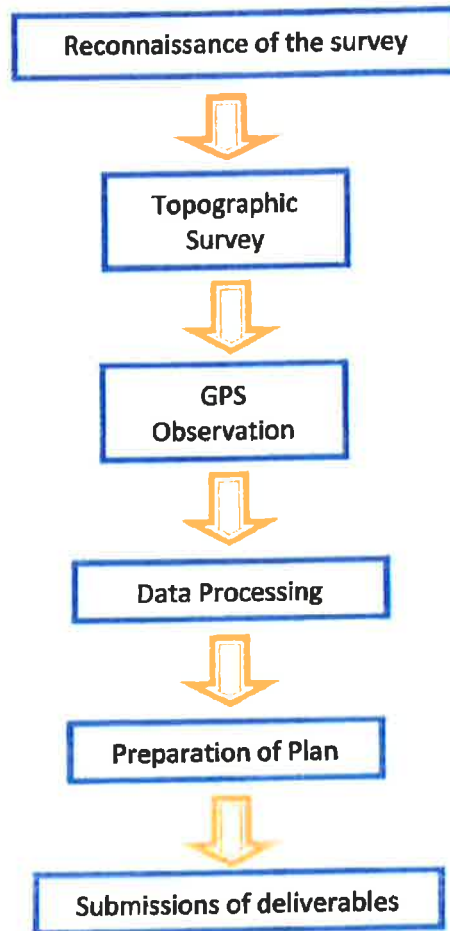 Reconnaissance of the survey
Topographic
Survey
GPS
Observation
Data Processing
Preparation of Plan
Submissions of deliverables